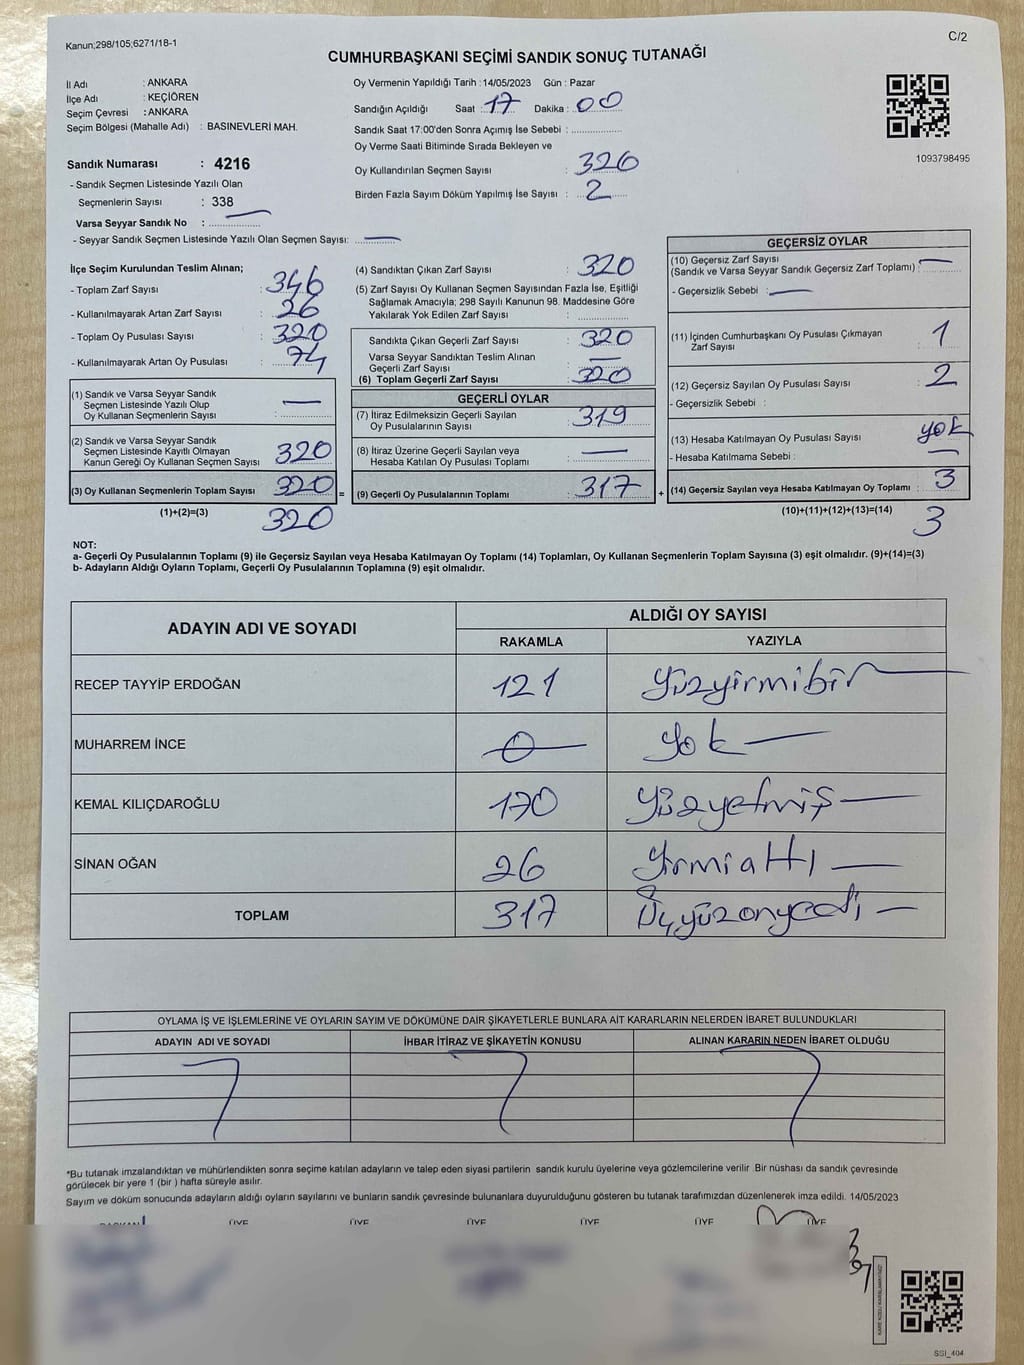 Kanun;298/105;6271/18-1
C/2
CUMHURBAŞKANI SEÇİMİ SANDIK SONUÇ TUTANAĞI
İl Adı : ANKARA
İlçe Adı : KEÇİÖREN
Seçim Çevresi : ANKARA
Seçim Bölgesi (Mahalle Adı) : BASINEVLERİ MAH.
Sandık Numarası : 4216
- Sandık Seçmen Listesinde Yazılı Olan
Seçmenlerin Sayısı : 338
Varsa Seyyar Sandık No :
- Seyyar Sandık Seçmen Listesinde Yazılı Olan Seçmen Sayısı:
Oy Vermenin Yapıldığı Tarih : 14/05/2023 Gün : Pazar
Sandığın Açıldığı Saat : 17 Dakika : 00
Sandık Saat 17:00'den Sonra Açımış İse Sebebi :
Oy Verme Saati Bitiminde Sırada Bekleyen ve
Oy Kullandırılan Seçmen Sayısı : 326
Birden Fazla Sayım Döküm Yapılmış İse Sayısı : 2
1093798495
İlçe Seçim Kurulundan Teslim Alınan;
- Toplam Zarf Sayısı : 346
- Kullanılmayarak Artan Zarf Sayısı : 26
- Toplam Oy Pusulası Sayısı : 320
- Kullanılmayarak Artan Oy Pusulası : 74
(1) Sandık ve Varsa Seyyar Sandık
Seçmen Listesinde Yazılı Olup
Oy Kullanan Seçmenlerin Sayısı :
(2) Sandık ve Varsa Seyyar Sandık
Seçmen Listesinde Kayıtlı Olmayan
Kanun Gereği Oy Kullanan Seçmen Sayısı : 320
(3) Oy Kullanan Seçmenlerin Toplam Sayısı : 320 =
(1)+(2)=(3) 320
(4) Sandıktan Çıkan Zarf Sayısı : 320
(5) Zarf Sayısı Oy Kullanan Seçmen Sayısından Fazla İse, Eşitliği
Sağlamak Amacıyla; 298 Sayılı Kanunun 98. Maddesine Göre
Yakılarak Yok Edilen Zarf Sayısı :
Sandıkta Çıkan Geçerli Zarf Sayısı : 320
Varsa Seyyar Sandıktan Teslim Alınan
Geçerli Zarf Sayısı :
(6) Toplam Geçerli Zarf Sayısı : 320
GEÇERLİ OYLAR
(7) İtiraz Edilmeksizin Geçerli Sayılan
Oy Pusulalarının Sayısı : 319
(8) İtiraz Üzerine Geçerli Sayılan veya
Hesaba Katılan Oy Pusulası Toplamı :
(9) Geçerli Oy Pusulalarının Toplamı : 317 +
GEÇERSİZ OYLAR
(10) Geçersiz Zarf Sayısı
(Sandık ve Varsa Seyyar Sandık Geçersiz Zarf Toplamı) :
- Geçersizlik Sebebi :
(11) İçinden Cumhurbaşkanı Oy Pusulası Çıkmayan
Zarf Sayısı : 1
(12) Geçersiz Sayılan Oy Pusulası Sayısı : 2
- Geçersizlik Sebebi :
(13) Hesaba Katılmayan Oy Pusulası Sayısı : yok
- Hesaba Katılmama Sebebi :
(14) Geçersiz Sayılan veya Hesaba Katılmayan Oy Toplamı : 3
(10)+(11)+(12)+(13)=(14) 3
NOT:
a- Geçerli Oy Pusulalarının Toplamı (9) ile Geçersiz Sayılan veya Hesaba Katılmayan Oy Toplamı (14) Toplamları, Oy Kullanan Seçmenlerin Toplam Sayısına (3) eşit olmalıdır. (9)+(14)=(3)
b- Adayların Aldığı Oyların Toplamı, Geçerli Oy Pusulalarının Toplamına (9) eşit olmalıdır.
ADAYIN ADI VE SOYADI
ALDIĞI OY SAYISI
RAKAMLA YAZIYLA
RECEP TAYYİP ERDOĞAN 121 Yüzyirmibir
MUHARREM İNCE 0 Yok
KEMAL KILIÇDAROĞLU 170 Yüzyetmiş
SİNAN OĞAN 26 Yirmialtı
TOPLAM 317 Üçyüzonyedi
OYLAMA İŞ VE İŞLEMLERİNE VE OYLARIN SAYIM VE DÖKÜMÜNE DAİR ŞİKAYETLERLE BUNLARA AİT KARARLARIN NELERDEN İBARET BULUNDUKLARI
ADAYIN ADI VE SOYADI İHBAR İTİRAZ VE ŞİKAYETİN KONUSU ALINAN KARARIN NEDEN İBARET OLDUĞU
*Bu tutanak imzalandıktan ve mühürlendikten sonra seçime katılan adayların ve talep eden siyasi partilerin sandık kurulu üyelerine veya gözlemcilerine verilir .Bir nüshası da sandık çevresinde
görülecek bir yere 1 (bir ) hafta süreyle asılır.
Sayım ve döküm sonucunda adayların aldığı oyların sayılarını ve bunların sandık çevresinde bulunanlara duyurulduğunu gösteren bu tutanak tarafımızdan düzenlenerek imza edildi. 14/05/2023
BAŞKAN ÜYE ÜYE ÜYE ÜYE ÜYE ÜYE
SSI_404